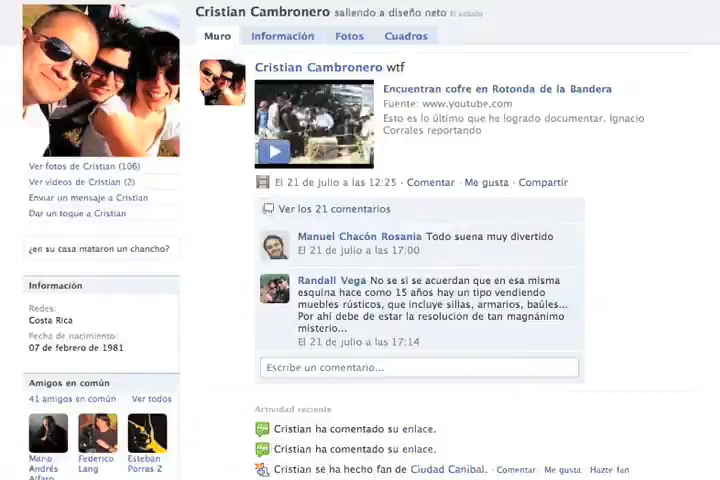 Cristian Cambronero saliendo a diseño neto El sábado
Muro Información Fotos Cuadros
Cristian Cambronero wtf
Encuentran cofre en Rotonda de la Bandera
Fuente: www.youtube.com
Esto es lo último que he logrado documentar. Ignacio
Corrales reportando
El 21 de julio a las 12:25 · Comentar · Me gusta · Compartir
Ver los 21 comentarios
Manuel Chacón Rosania Todo suena muy divertido
El 21 de julio a las 17:00
Randall Vega No se si se acuerdan que en esa misma
esquina hace como 15 años hay un tipo vendiendo
muebles rústicos, que incluye sillas, armarios, baúles...
Por ahí debe de estar la resolución de tan magnánimo
misterio...
El 21 de julio a las 17:14
Escribe un comentario...
Actividad reciente
Cristian ha comentado su enlace.
Cristian ha comentado su enlace.
Cristian se ha hecho fan de Ciudad Canibal. · Comentar · Me gusta · Hazte fan
Ver fotos de Cristian (106)
Ver videos de Cristian (2)
Enviar un mensaje a Cristian
Dar un toque a Cristian
¿en su casa mataron un chancho?
Información
Redes:
Costa Rica
Fecha de nacimiento:
07 de febrero de 1981
Amigos en común
41 amigos en común Ver todos
Mario Federico Esteban
Andrés Lang Porras Z
Alfaro